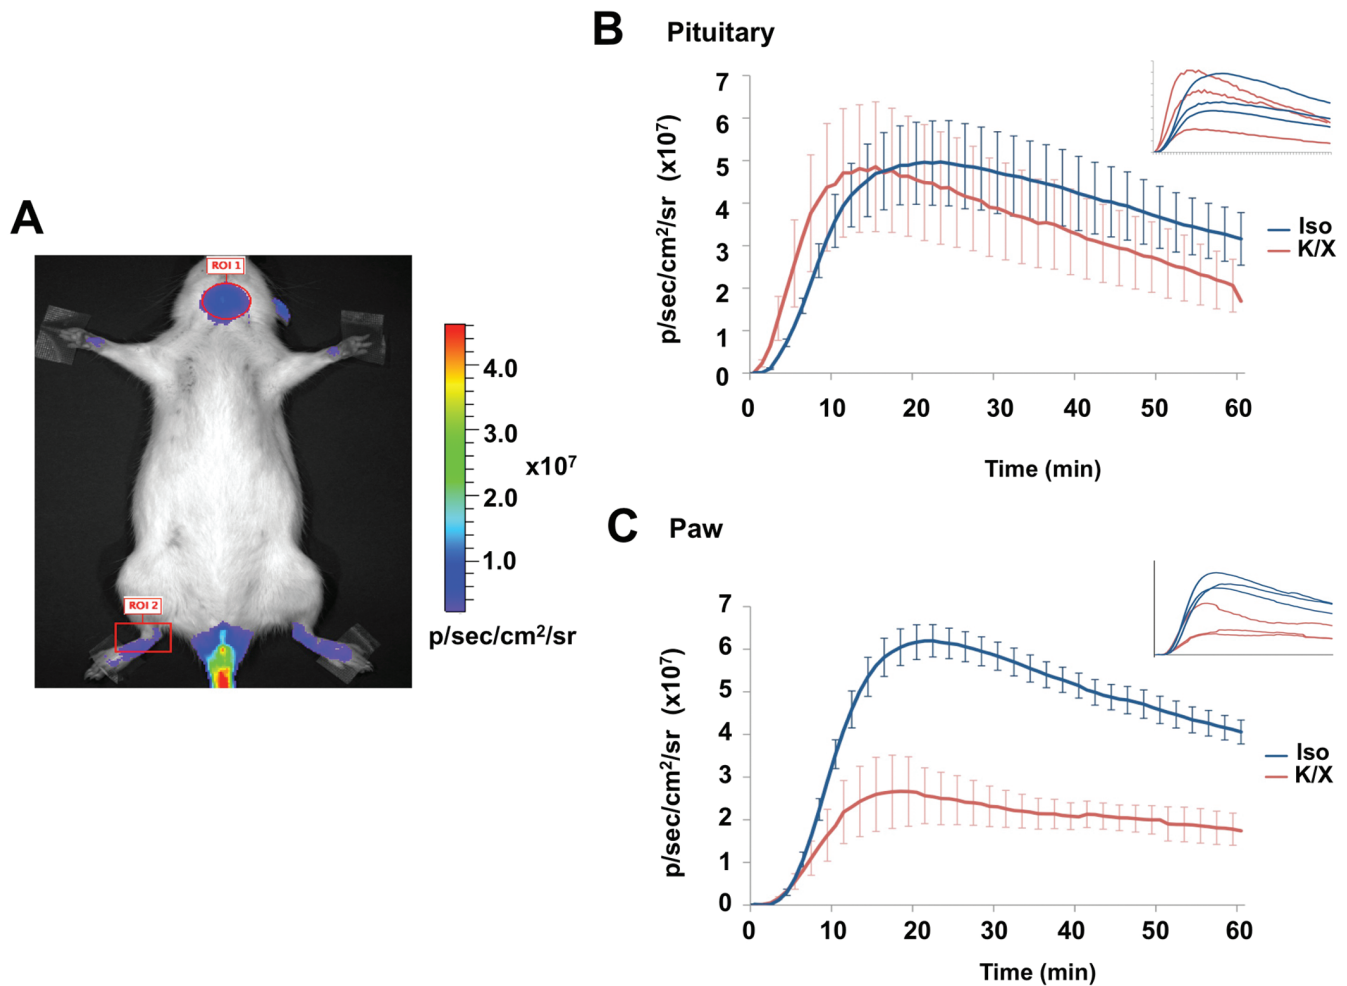 A
ROI 1
ROI 2
4.0
3.0
2.0
1.0
x10⁷
p/sec/cm²/sr
B Pituitary
p/sec/cm²/sr (x10⁷)
7
6
5
4
3
2
1
0
0 10 20 30 40 50 60
Time (min)
Iso
K/X
C Paw
p/sec/cm²/sr (x10⁷)
7
6
5
4
3
2
1
0
0 10 20 30 40 50 60
Time (min)
Iso
K/X